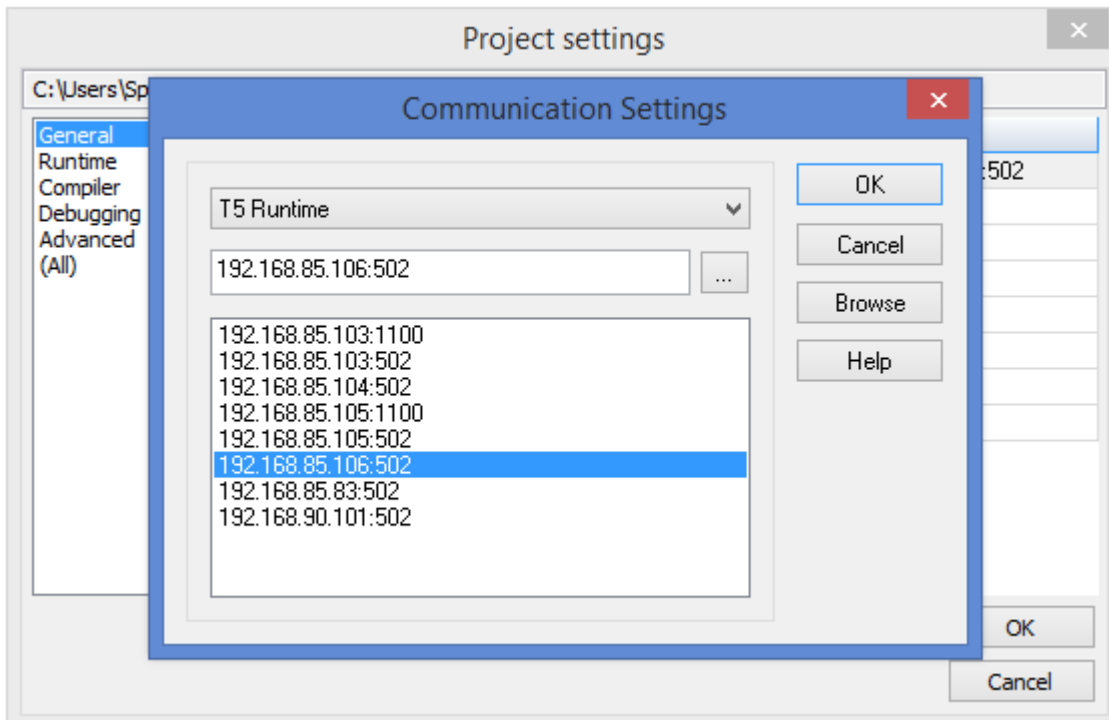 Project settings
C:\Users\Sp
General
Runtime
Compiler
Debugging
Advanced
(All)
:502
Communication Settings
T5 Runtime
192.168.85.106:502
...
192.168.85.103:1100
192.168.85.103:502
192.168.85.104:502
192.168.85.105:1100
192.168.85.105:502
192.168.85.106:502
192.168.85.83:502
192.168.90.101:502
OK
Cancel
Browse
Help
OK
Cancel